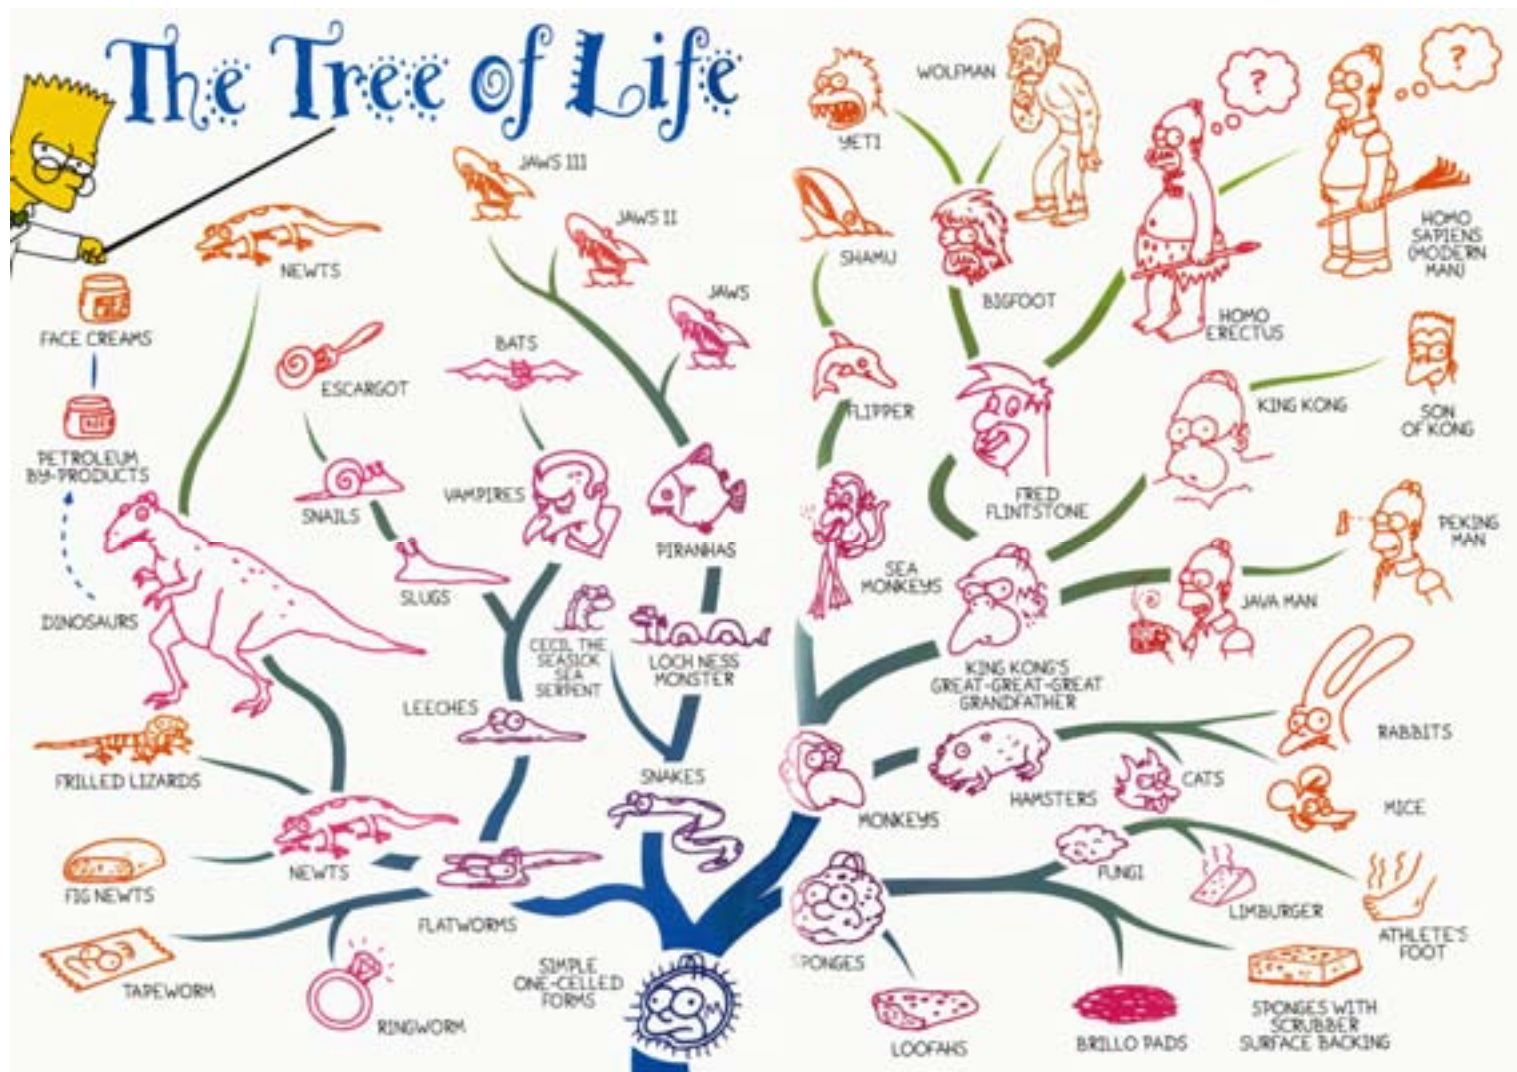 The Tree of Life
WOLFMAN
?
?
YETI
JAWS III
JAWS II
HOMO
SAPIENS
(MODERN
MAN)
NEWTS
SHAMU
JAWS
BIGFOOT
HOMO
ERECTUS
FACE CREAMS
BATS
ESCARGOT
FLIPPER
KING KONG
SON
OF KONG
PETROLEUM
BY-PRODUCTS
VAMPIRES
FRED
FLINTSTONE
SNAILS
PIRANHAS
PEKING
MAN
SEA
MONKEYS
SLUGS
JAVA MAN
DINOSAURS
CECIL THE
SEASICK
SEA
SERPENT
LOCH NESS
MONSTER
KING KONG'S
GREAT-GREAT-GREAT
GRANDFATHER
LEECHES
RABBITS
FRILLED LIZARDS
SNAKES
CATS
HAMSTERS
MICE
MONKEYS
NEWTS
FUNGI
FIG NEWTS
FLATWORMS
LIMBURGER
ATHLETE'S
FOOT
SPONGES
SIMPLE
ONE-CELLED
FORMS
TAPEWORM
RINGWORM
LOOFAHS
BRILLO PADS
SPONGES WITH
SCRUBBER
SURFACE BACKING